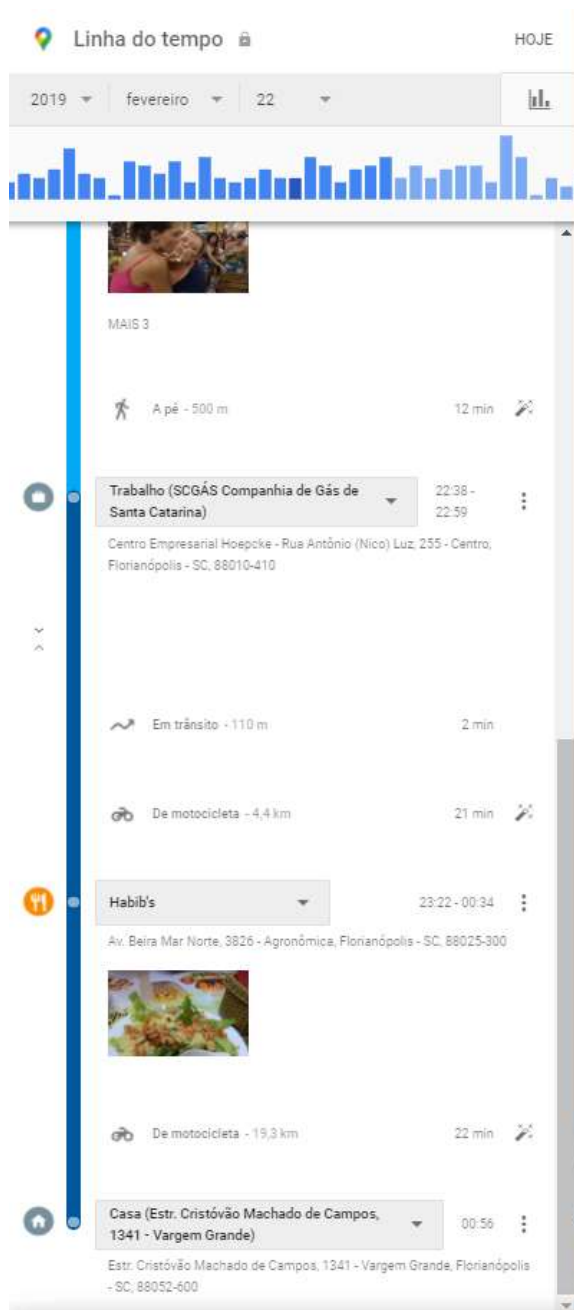 Linha do tempo
HOJE
2019 fevereiro 22
MAIS 3
A pé - 500 m 12 min
Trabalho (SCGÁS Companhia de Gás de
Santa Catarina)
22:38 -
22:59
Centro Empresarial Hoepcke - Rua Antônio (Nico) Luz, 255 - Centro,
Florianópolis - SC, 88010-410
Em trânsito - 110 m 2 min
De motocicleta - 4,4 km 21 min
Habib's 23:22 - 00:34
Av. Beira Mar Norte, 3826 - Agronômica, Florianópolis - SC, 88025-300
De motocicleta - 19,3 km 22 min
Casa (Estr. Cristóvão Machado de Campos,
1341 - Vargem Grande)
00:56
Estr. Cristóvão Machado de Campos, 1341 - Vargem Grande, Florianópolis
- SC, 88052-600